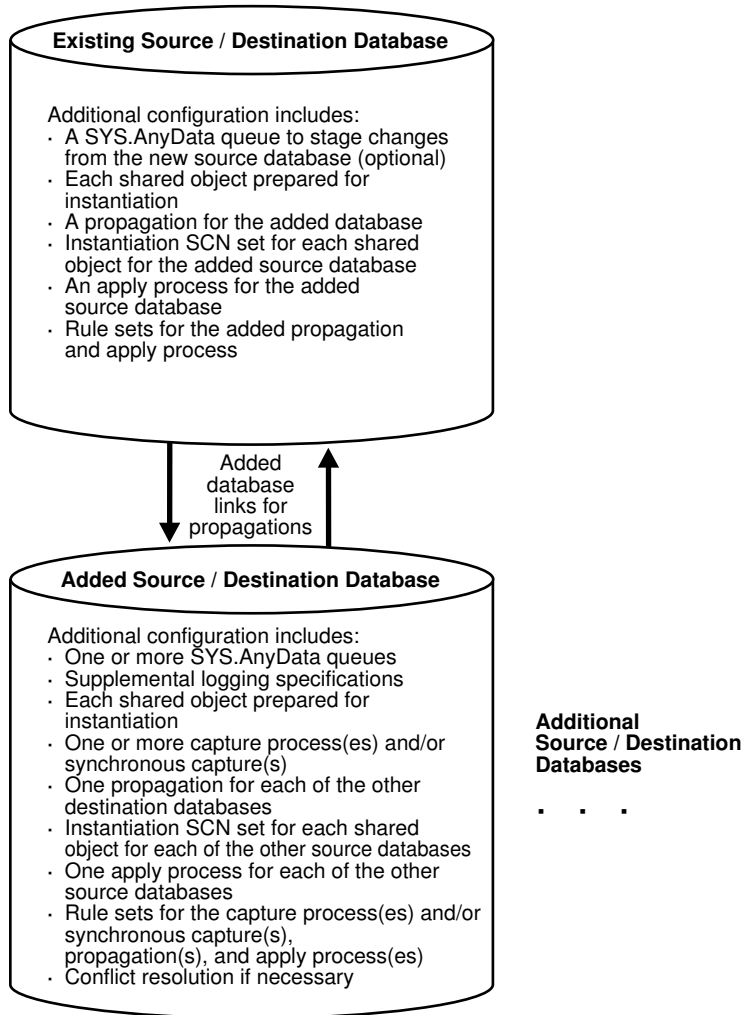 Existing Source / Destination Database
Additional configuration includes:
· A SYS.AnyData queue to stage changes
from the new source database (optional)
· Each shared object prepared for
instantiation
· A propagation for the added database
· Instantiation SCN set for each shared
object for the added source database
· An apply process for the added
source database
· Rule sets for the added propagation
and apply process
Added
database
links for
propagations
Added Source / Destination Database
Additional configuration includes:
· One or more SYS.AnyData queues
· Supplemental logging specifications
· Each shared object prepared for
instantiation
· One or more capture process(es) and/or
synchronous capture(s)
· One propagation for each of the other
destination databases
· Instantiation SCN set for each shared
object for each of the other source databases
· One apply process for each of the other
source databases
· Rule sets for the capture process(es) and/or
synchronous capture(s),
propagation(s), and apply process(es)
· Conflict resolution if necessary
Additional
Source / Destination
Databases
. . .